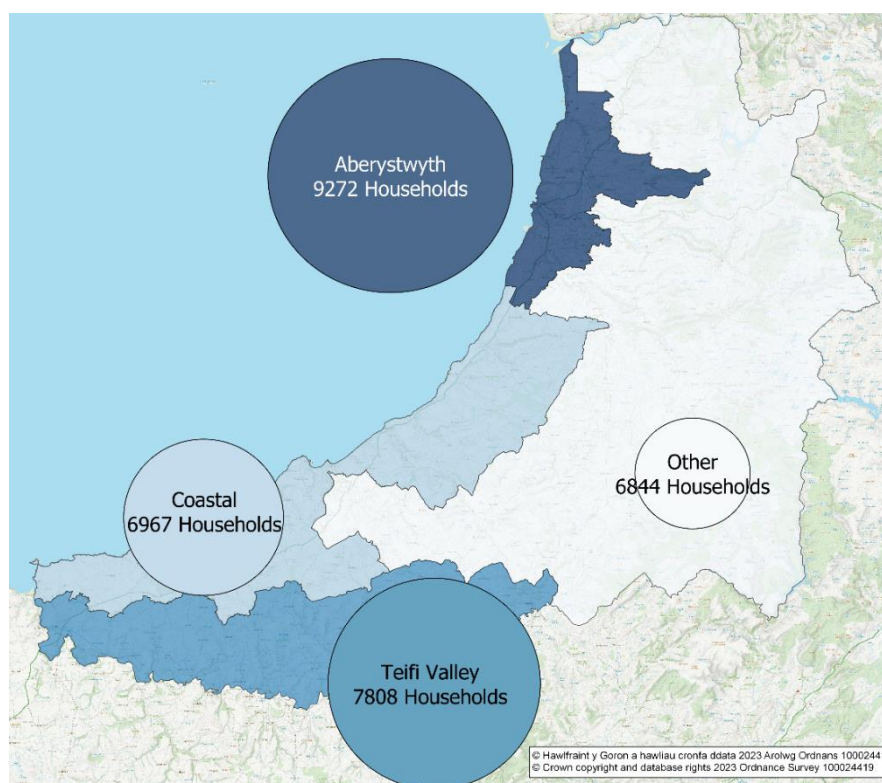 Aberystwyth
9272 Households
Other
6844 Households
Coastal
6967 Households
Teifi Valley
7808 Households
© Hawlfraint y Goron a hawliau cronfa ddata 2023 Arolwg Ordnans 1000244
© Crown copyright and database rights 2023 Ordnance Survey 100024419